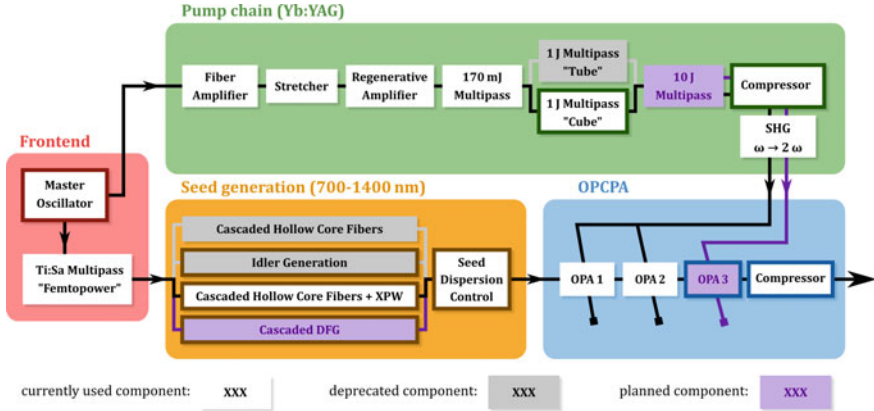 Pump chain (Yb:YAG)
Fiber
Amplifier
Stretcher
Regenerative
Amplifier
170 mJ
Multipass
1 J Multipass
"Tube"
1 J Multipass
"Cube"
10 J
Multipass
Compressor
SHG
ω → 2 ω
Frontend
Master
Oscillator
Ti:Sa Multipass
"Femtopower"
Seed generation (700-1400 nm)
Cascaded Hollow Core Fibers
Idler Generation
Cascaded Hollow Core Fibers + XPW
Cascaded DFG
Seed
Dispersion
Control
OPCPA
OPA 1
OPA 2
OPA 3
Compressor
currently used component: XXX
deprecated component: XXX
planned component: XXX